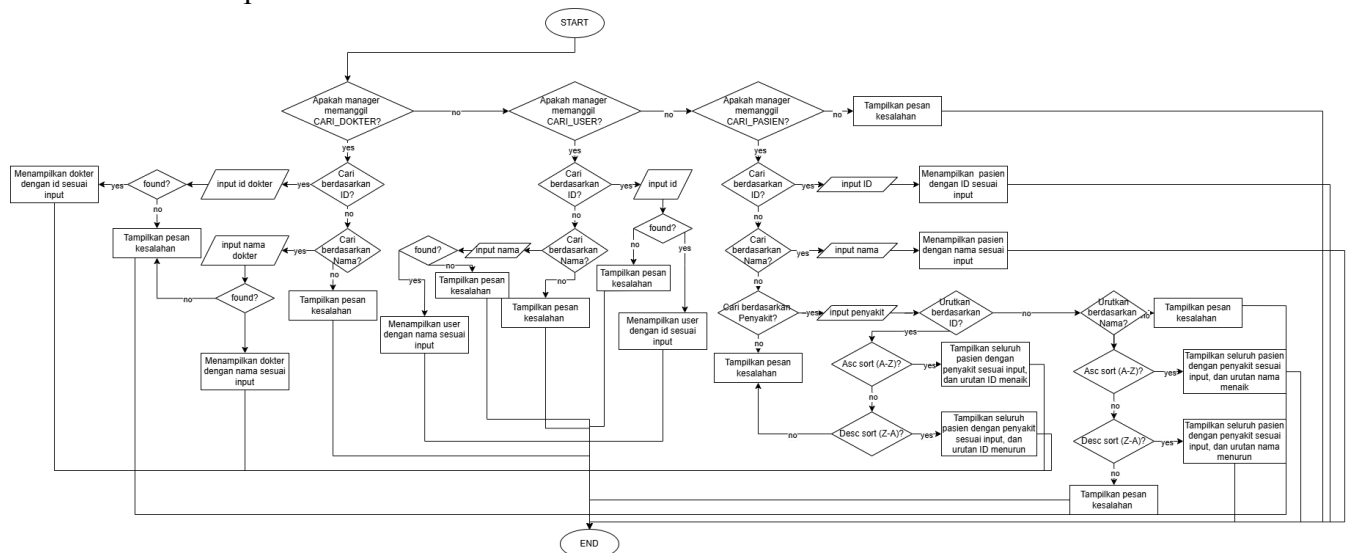 START
Apakah manager
memanggil
CARI_DOKTER?
no
Apakah manager
memanggil
CARI_USER?
no
Apakah manager
memanggil
CARI_PASIEN?
no
Tampilkan pesan
kesalahan
yes
yes
yes
Menampilkan dokter
dengan id sesuai
input
yes
found?
input id dokter
yes
Cari
berdasarkan
ID?
Cari
berdasarkan
ID?
yes
input id
Cari
berdasarkan
ID?
yes
input ID
Menampilkan pasien
dengan ID sesuai
input
no
no
no
no
Tampilkan pesan
kesalahan
input nama
dokter
yes
Cari
berdasarkan
Nama?
found?
input nama
Cari
berdasarkan
Nama?
no
found?
yes
Cari
berdasarkan
Nama?
yes
input nama
Menampilkan pasien
dengan nama sesuai
input
no
found?
no
Tampilkan pesan
kesalahan
yes
no
Tampilkan pesan
kesalahan
no
Tampilkan pesan
kesalahan
Tampilkan pesan
kesalahan
no
Cari berdasarkan
Penyakit?
yes
input penyakit
Urutkan
berdasarkan
ID?
no
Urutkan
berdasarkan
Nama?
no
Tampilkan pesan
kesalahan
Menampilkan user
dengan nama sesuai
input
Menampilkan user
dengan id sesuai
input
yes
yes
Menampilkan dokter
dengan nama sesuai
input
no
Tampilkan pesan
kesalahan
Asc sort (A-Z)?
yes
Tampilkan seluruh
pasien dengan
penyakit sesuai
input, dan urutan ID
menaik
Asc sort (A-Z)?
yes
Tampilkan seluruh
pasien dengan
penyakit sesuai
input, dan urutan nama
menaik
no
no
no
Desc sort (Z-A)?
yes
Tampilkan seluruh
pasien dengan penyakit
sesuai input, dan
urutan ID menurun
Desc sort (Z-A)?
yes
Tampilkan seluruh
pasien dengan penyakit
sesuai input, dan
urutan nama
menurun
no
Tampilkan pesan
kesalahan
END